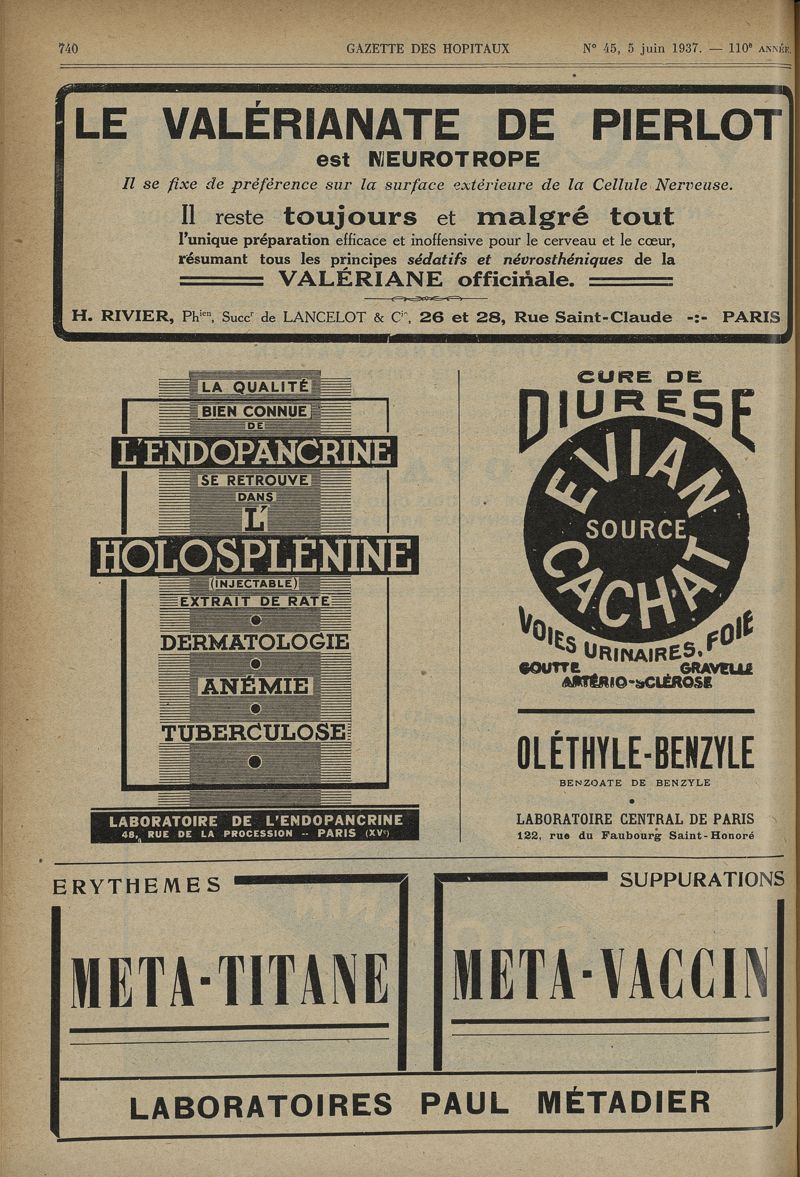 740
GAZETTE DES HOPITAUX
N° 45, 5 juin 1937. — 110e ANNÉE.
LE VALÉRIANATE DE PIERLOT
est NEUROTROPE
Il se fixe de préférence sur la surface extérieure de la Cellule Nerveuse.
Il reste toujours et malgré tout
l'unique préparation efficace et inoffensive pour le cerveau et le cœur,
résumant tous les principes sédatifs et névrosthéniques de la
VALÉRIANE officinale.
H. RIVIER, Phien, Succr de LANCELOT & Cie, 26 et 28, Rue Saint-Claude -:- PARIS
LA QUALITÉ
BIEN CONNUE
DE
L'ENDOPANCRINE
SE RETROUVE
DANS
L'
HOLOSPLÉNINE
(INJECTABLE)
EXTRAIT DE RATE
DERMATOLOGIE
ANÉMIE
TUBERCULOSE
LABORATOIRE DE L'ENDOPANCRINE
48, RUE DE LA PROCESSION -- PARIS (XVe)
CURE DE
DIURESE
EVIAN
SOURCE
CACHAT
VOIES URINAIRES, FOIE
GOUTTE GRAVELLE
ARTÉRIO-SCLÉROSE
OLÉTHYLE-BENZYLE
BENZOATE DE BENZYLE
LABORATOIRE CENTRAL DE PARIS
122, rue du Faubourg Saint-Honoré
ERYTHEMES
META-TITANE
SUPPURATIONS
META-VACCIN
LABORATOIRES PAUL MÉTADIER